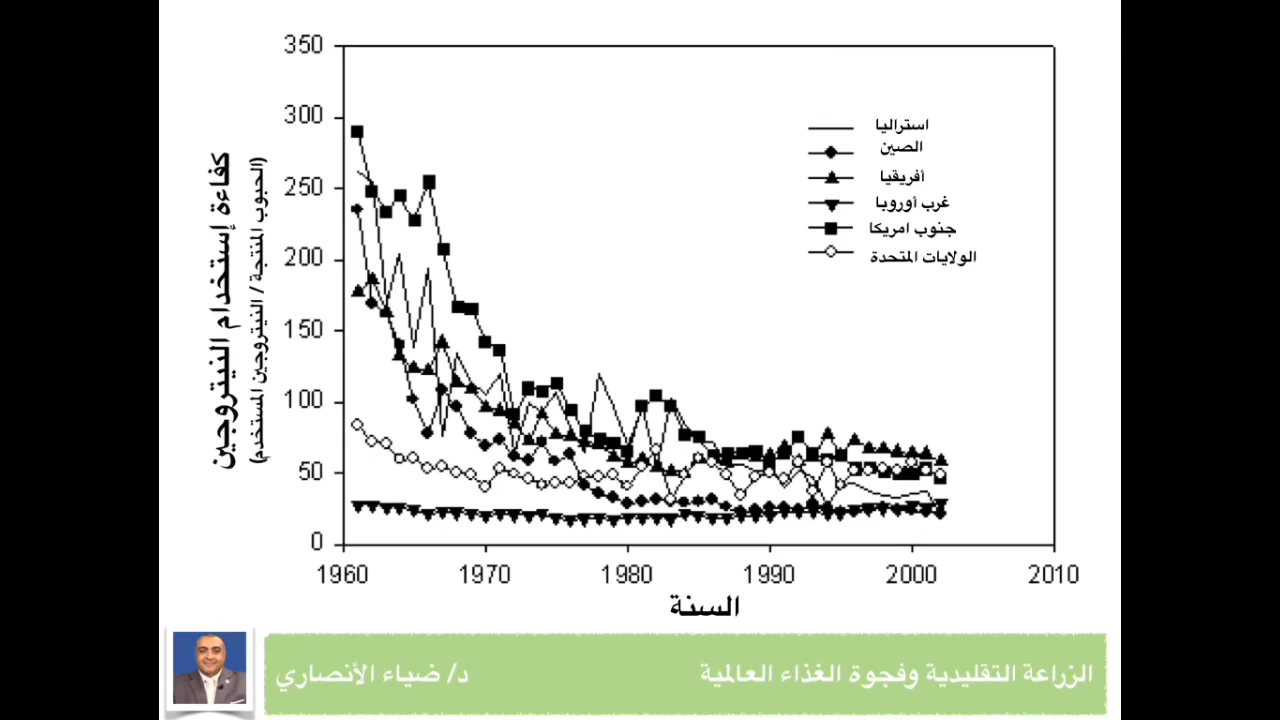 350
300
250
200
150
100
50
0
كفاءة إستخدام النيتروجين
(الحبوب المنتجة / النيتروجين المستخدم)
استراليا
الصين
أفريقيا
غرب أوروبا
جنوب امريكا
الولايات المتحدة
1960 1970 1980 1990 2000 2010
السنة
الزراعة التقليدية وفجوة الغذاء العالمية
د/ ضياء الأنصاري